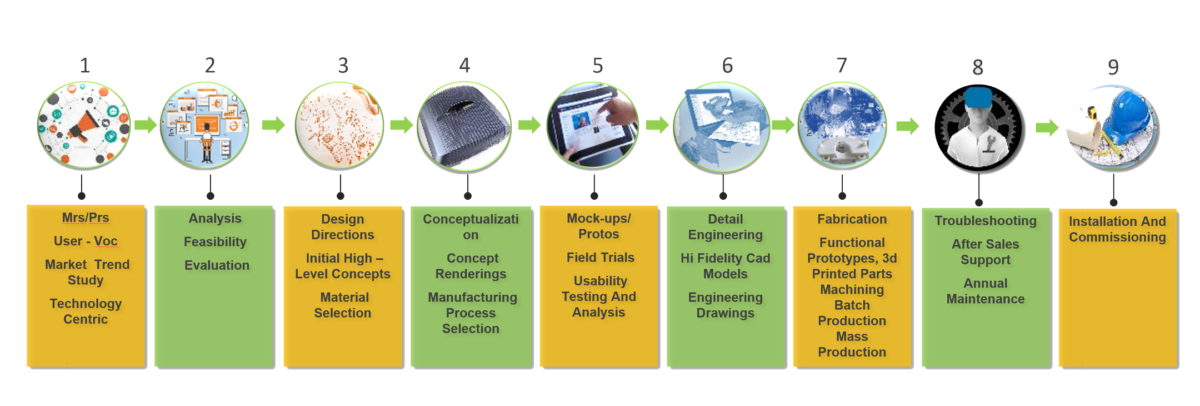 1
2
3
4
5
6
7
8
9
Mrs/Prs
User - Voc
Market Trend
Study
Technology
Centric
Analysis
Feasibility
Evaluation
Design
Directions
Initial High –
Level Concepts
Material
Selection
Conceptualizati
on
Concept
Renderings
Manufacturing
Process
Selection
Mock-ups/
Protos
Field Trials
Usability
Testing And
Analysis
Detail
Engineering
Hi Fidelity Cad
Models
Engineering
Drawings
Fabrication
Functional
Prototypes, 3d
Printed Parts
Machining
Batch
Production
Mass
Production
Troubleshooting
After Sales
Support
Annual
Maintenance
Installation And
Commissioning